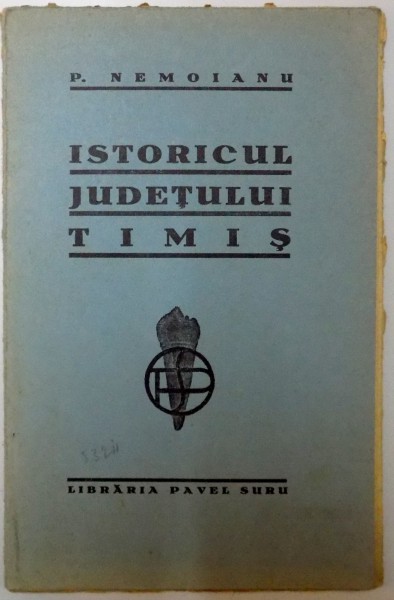 P. NEMOIANU
ISTORICUL
JUDEŢULUI
TIMIŞ
LIBRĂRIA PAVEL SURU